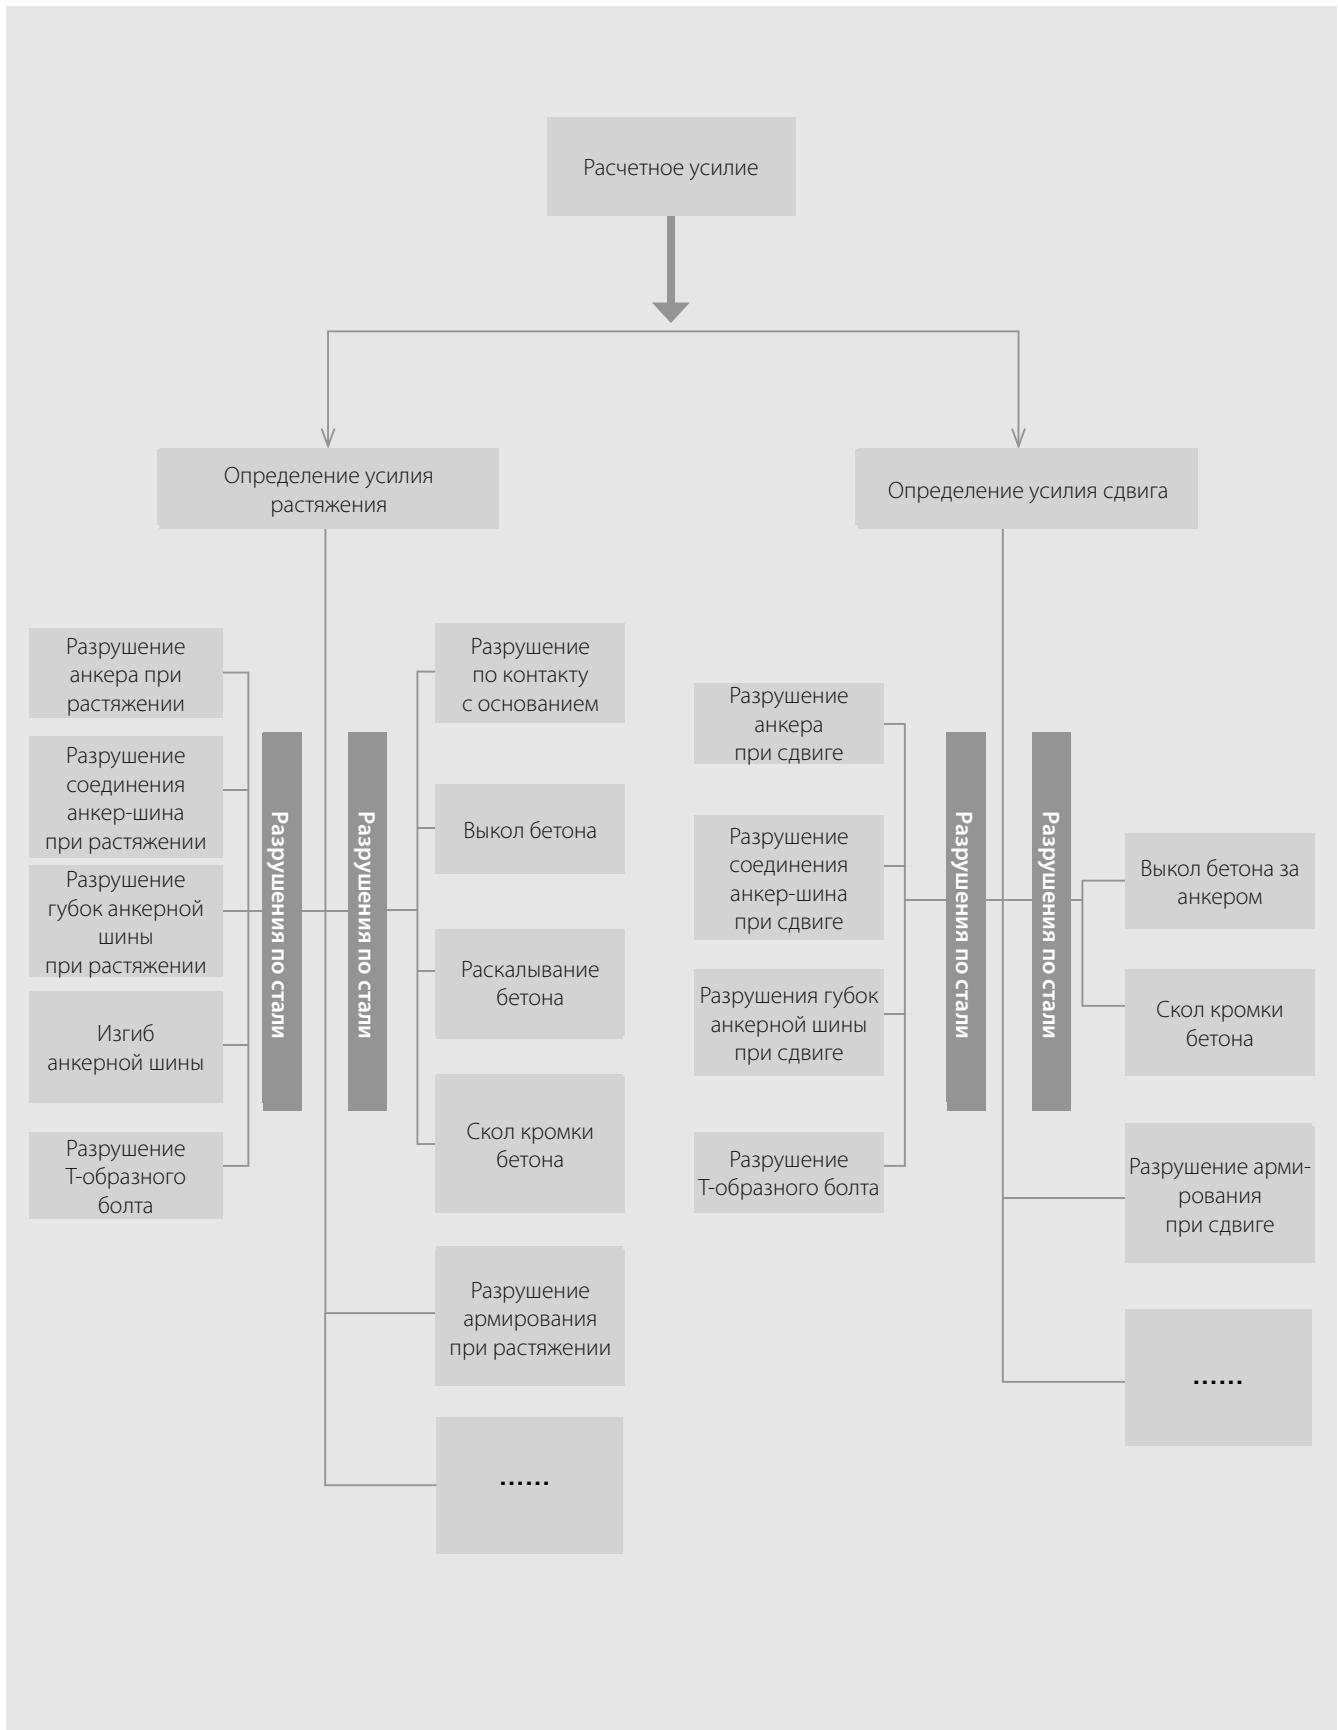 Расчетное усилие
Определение усилия
растяжения
Определение усилия сдвига
Разрушение
анкера при
растяжении
Разрушение
соединения
анкер-шина
при растяжении
Разрушение
губок анкерной
шины
при растяжении
Изгиб
анкерной шины
Разрушение
Т-образного
болта
Разрушения по стали
Разрушения по стали
Разрушение
по контакту
с основанием
Выкол бетона
Раскалывание
бетона
Скол кромки
бетона
Разрушение
армирования
при растяжении
......
Разрушение
анкера
при сдвиге
Разрушение
соединения
анкер-шина
при сдвиге
Разрушения губок
анкерной шины
при сдвиге
Разрушение
Т-образного болта
Разрушения по стали
Разрушения по стали
Выкол бетона за
анкером
Скол кромки
бетона
Разрушение арми-
рования
при сдвиге
......